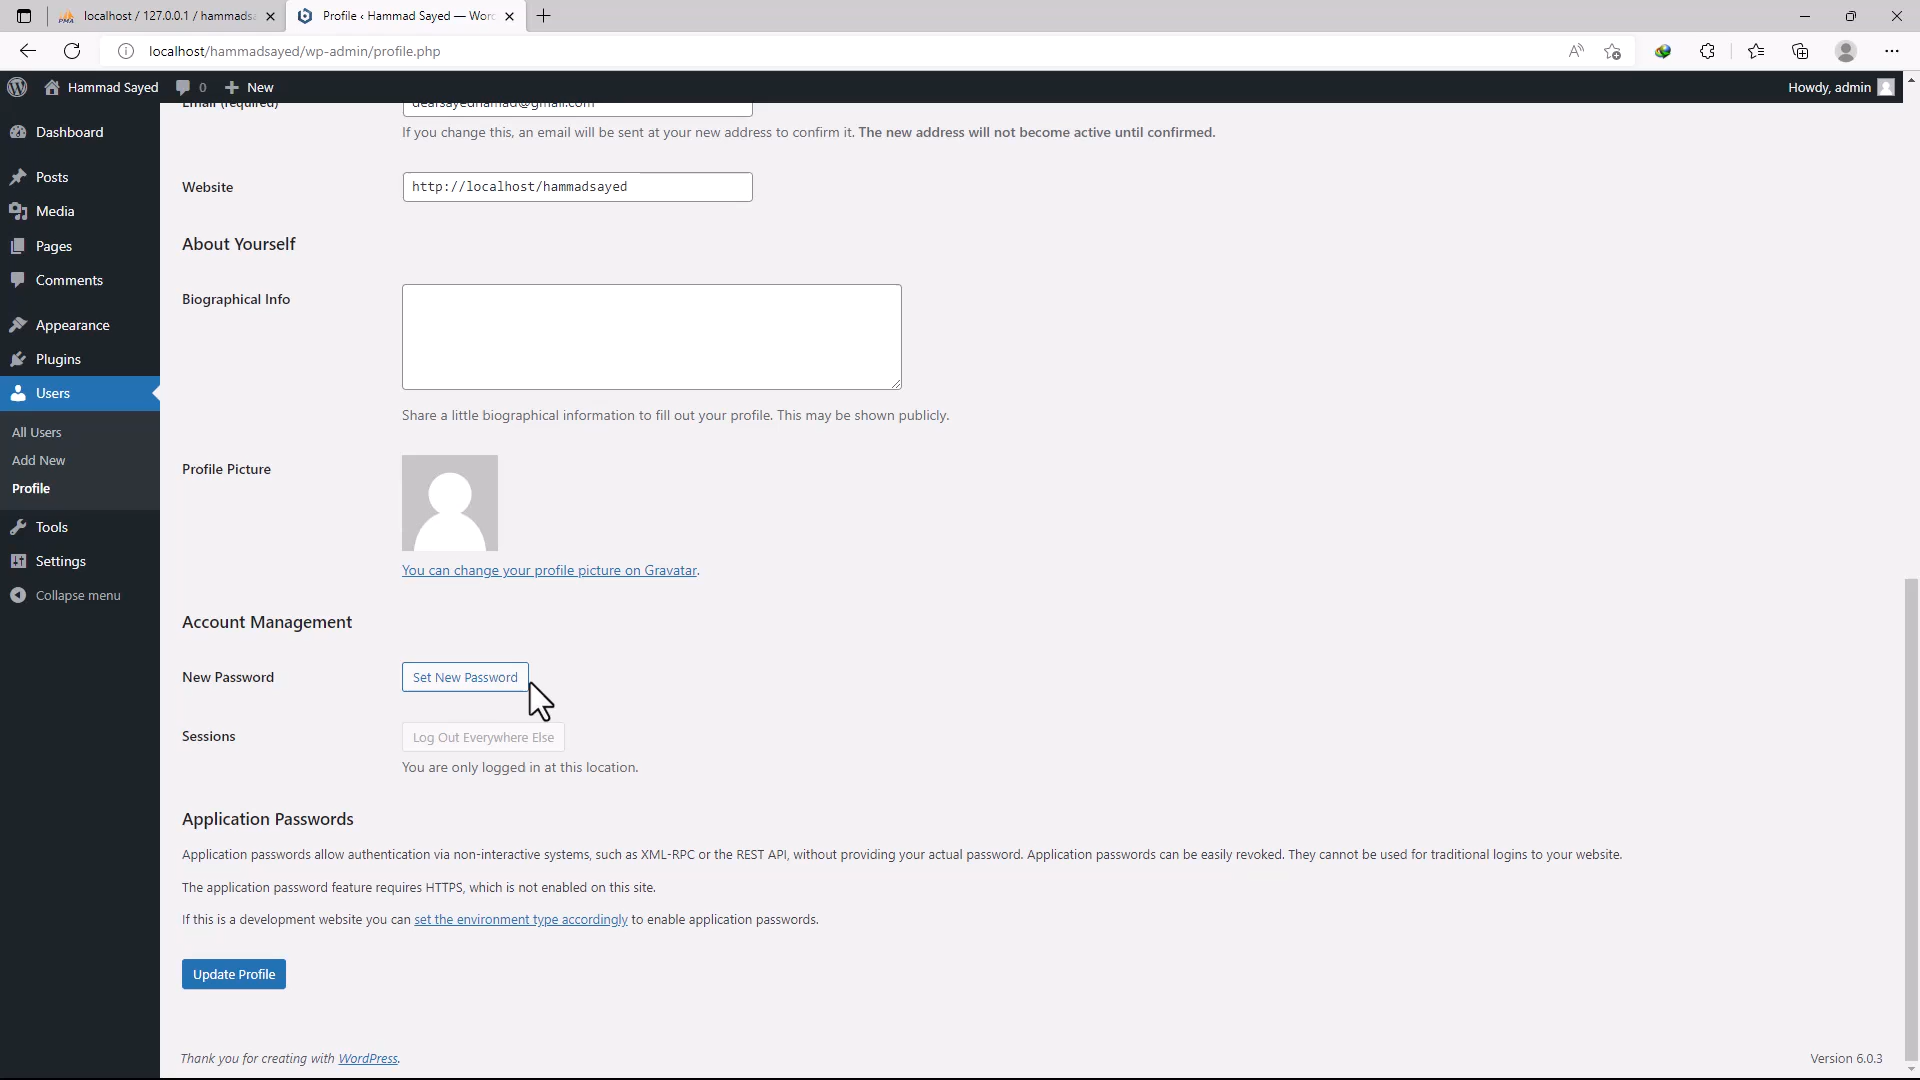 localhost / 127.0.0.1 / hammads
Profile ‹ Hammad Sayed — Wor
localhost/hammadsayed/wp-admin/profile.php
Hammad Sayed
0
New
Howdy, admin
Dashboard
Posts
Media
Pages
Comments
Appearance
Plugins
Users
All Users
Add New
Profile
Tools
Settings
Collapse menu
Email (required)
dearsayedhamad@gmail.com
If you change this, an email will be sent at your new address to confirm it. The new address will not become active until confirmed.
Website
http://localhost/hammadsayed
About Yourself
Biographical Info
Share a little biographical information to fill out your profile. This may be shown publicly.
Profile Picture
You can change your profile picture on Gravatar.
Account Management
New Password
Set New Password
Sessions
Log Out Everywhere Else
You are only logged in at this location.
Application Passwords
Application passwords allow authentication via non-interactive systems, such as XML-RPC or the REST API, without providing your actual password. Application passwords can be easily revoked. They cannot be used for traditional logins to your website.
The application password feature requires HTTPS, which is not enabled on this site.
If this is a development website you can set the environment type accordingly to enable application passwords.
Update Profile
Thank you for creating with WordPress.
Version 6.0.3